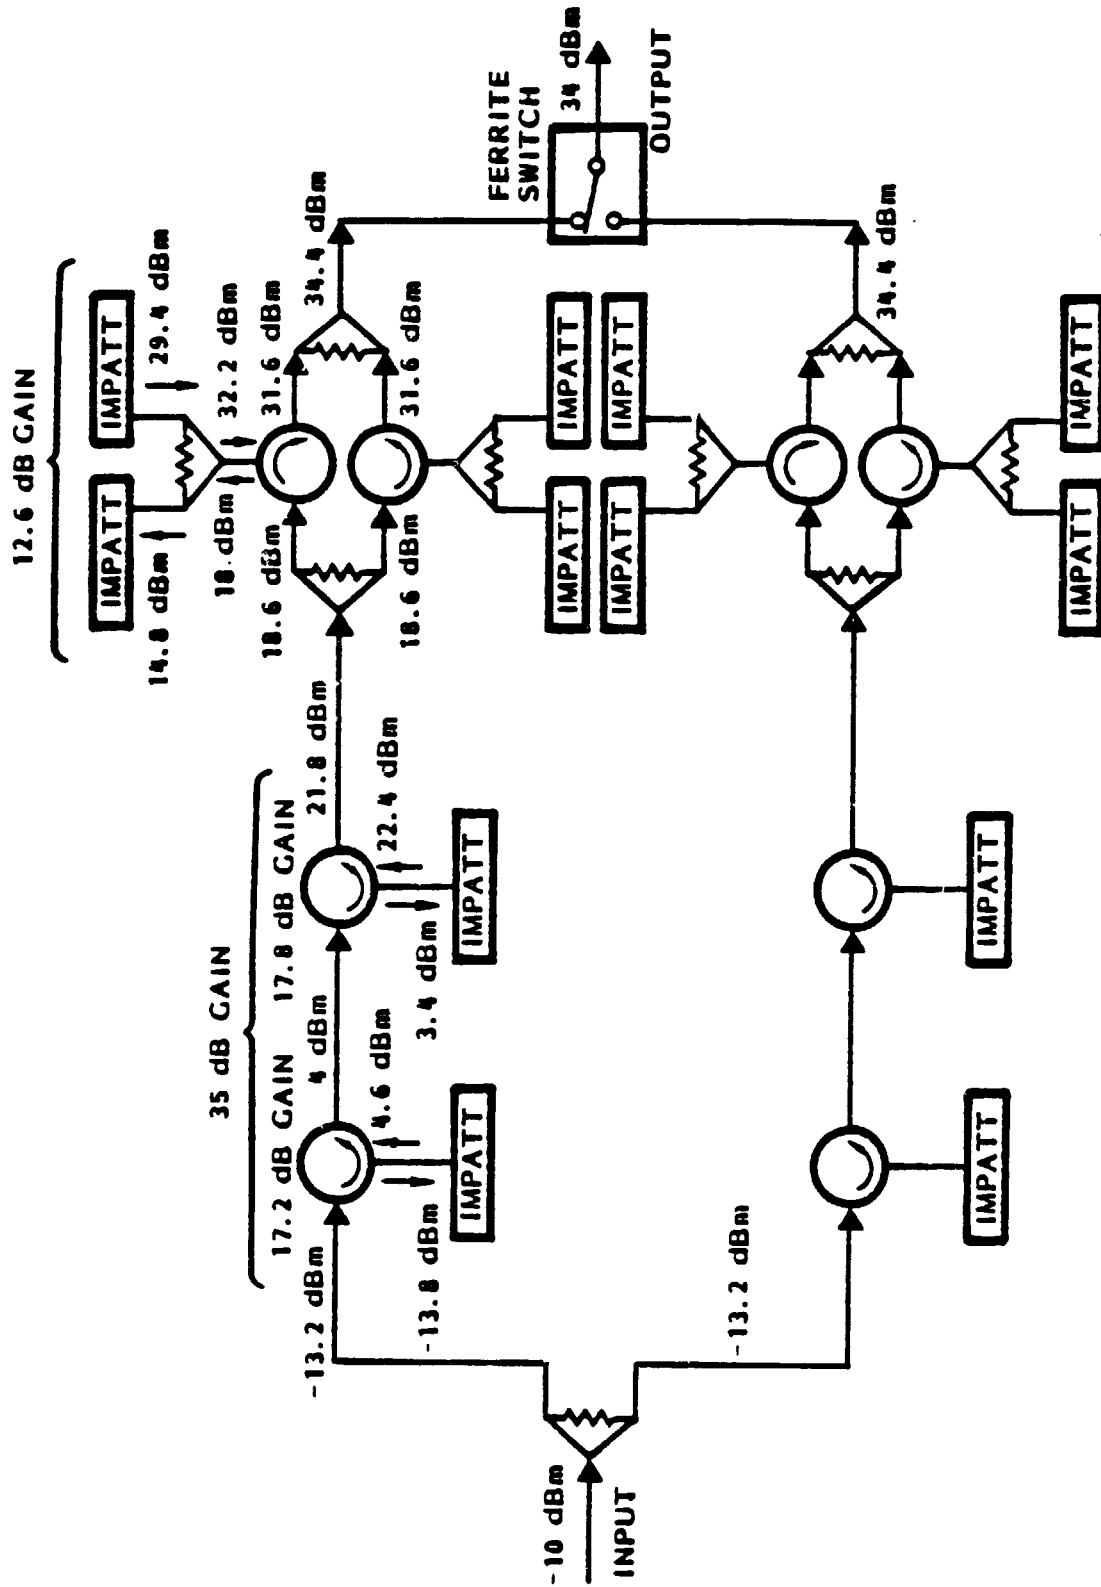 12.6 dB GAIN
IMPATT
IMPATT
14.8 dBm
29.4 dBm
18 dBm
32.2 dBm
18.6 dBm
31.6 dBm
18.6 dBm
31.6 dBm
34.4 dBm
35 dB GAIN
17.2 dB GAIN
17.8 dB GAIN
-13.2 dBm
4 dBm
21.8 dBm
4.6 dBm
22.4 dBm
-13.8 dBm
3.4 dBm
IMPATT
IMPATT
IMPATT
IMPATT
FERRITE
SWITCH
34 dBm
OUTPUT
-10 dBm
INPUT
IMPATT
IMPATT
-13.2 dBm
34.4 dBm
IMPATT
IMPATT
IMPATT
IMPATT